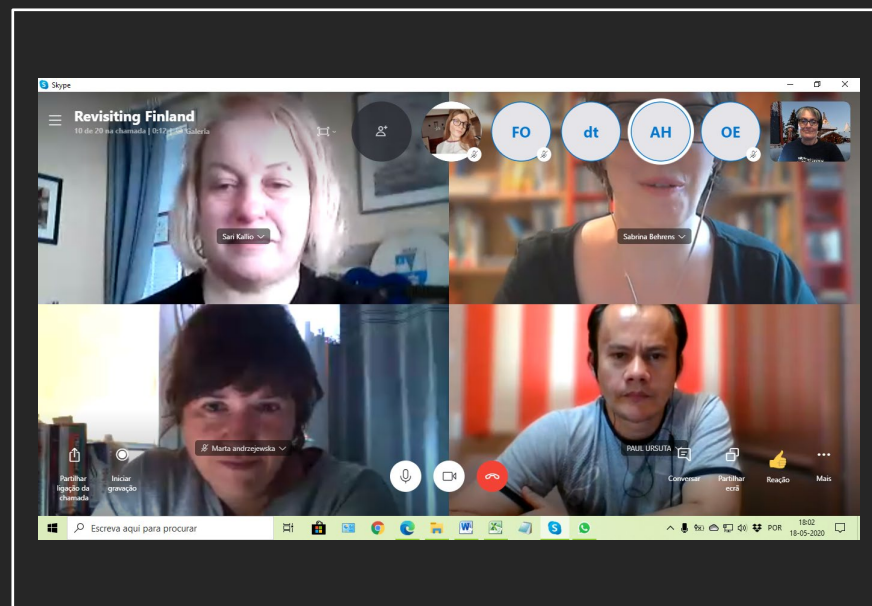 Skype
Revisiting Finland
10 de 20 na chamada | 0:17:
Galeria
FO
dt
AH
OE
Sari Kallio
Sabrina Behrens
Marta andrzejewska
PAUL URSUTA
Partilhar
ligação da
chamada
Iniciar
gravação
Conversar
Partilhar
ecrã
Reação
Mais
Escreva aqui para procurar
POR
18:02
18-05-2020